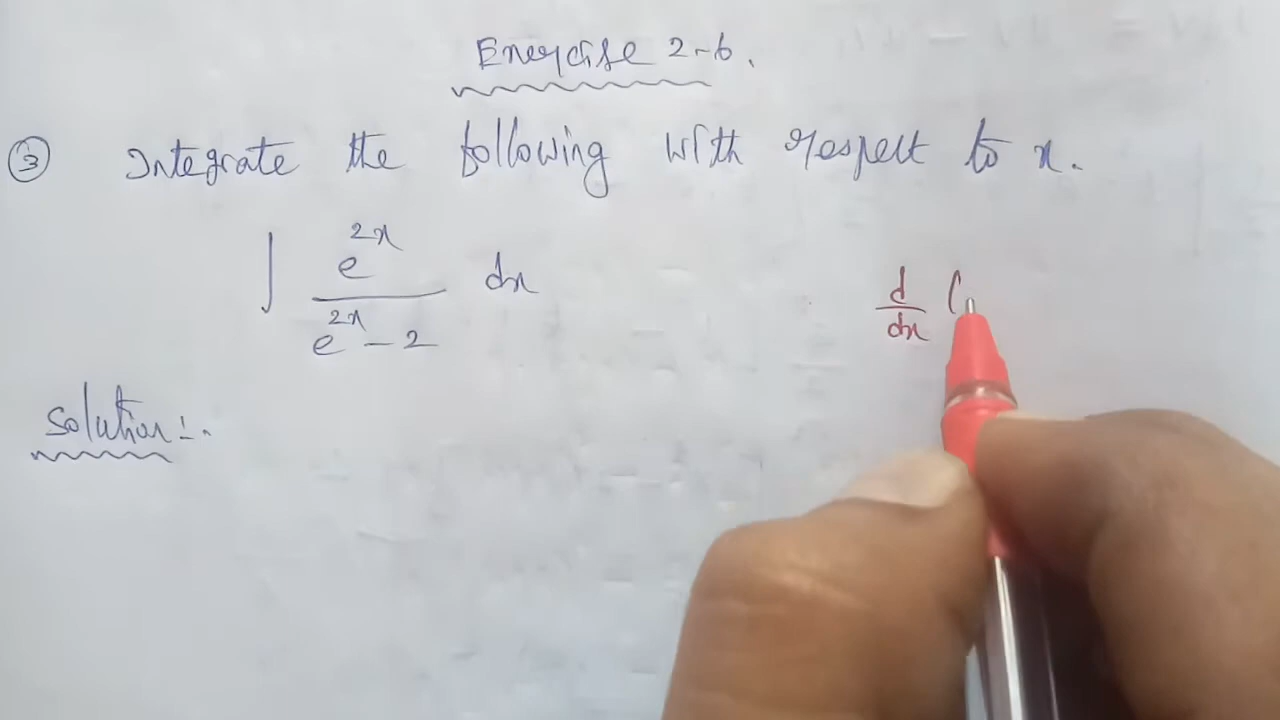 Exercise 2-6.
③ Integrate the following with respect to x.
∫ e^{2x} / (e^{2x} - 2) dx
d/dx (
Solution:-